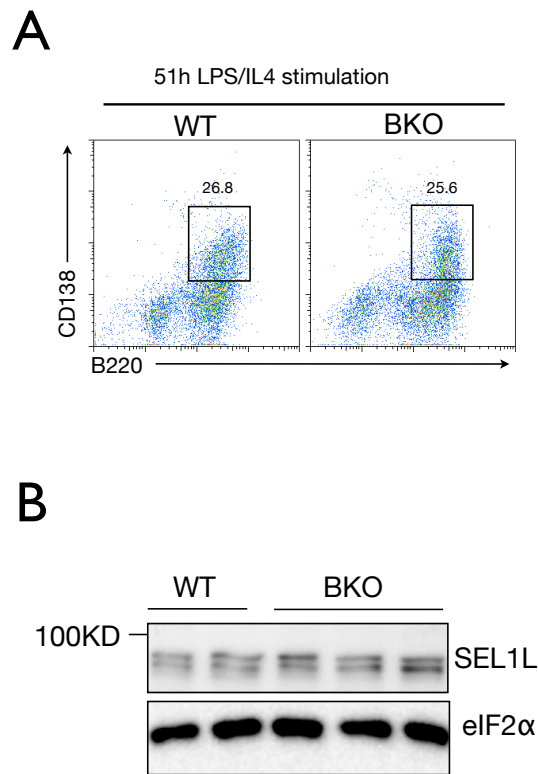 A
51h LPS/IL4 stimulation
WT BKO
26.8 25.6
CD138
B220
B
WT BKO
100KD
SEL1L
eIF2α